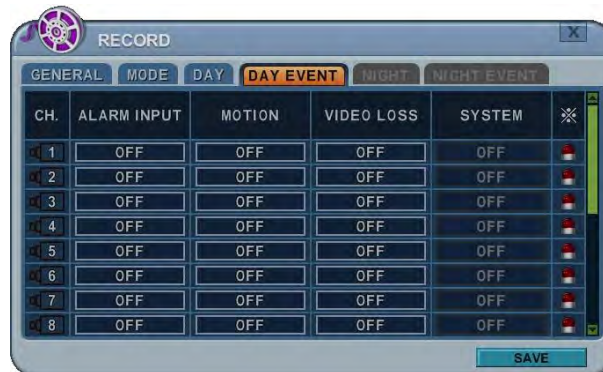 RECORD X
GENERAL MODE DAY DAY EVENT NIGHT NIGHT EVENT
CH. ALARM INPUT MOTION VIDEO LOSS SYSTEM ※
1 OFF OFF OFF OFF
2 OFF OFF OFF OFF
3 OFF OFF OFF OFF
4 OFF OFF OFF OFF
5 OFF OFF OFF OFF
6 OFF OFF OFF OFF
7 OFF OFF OFF OFF
8 OFF OFF OFF OFF
SAVE